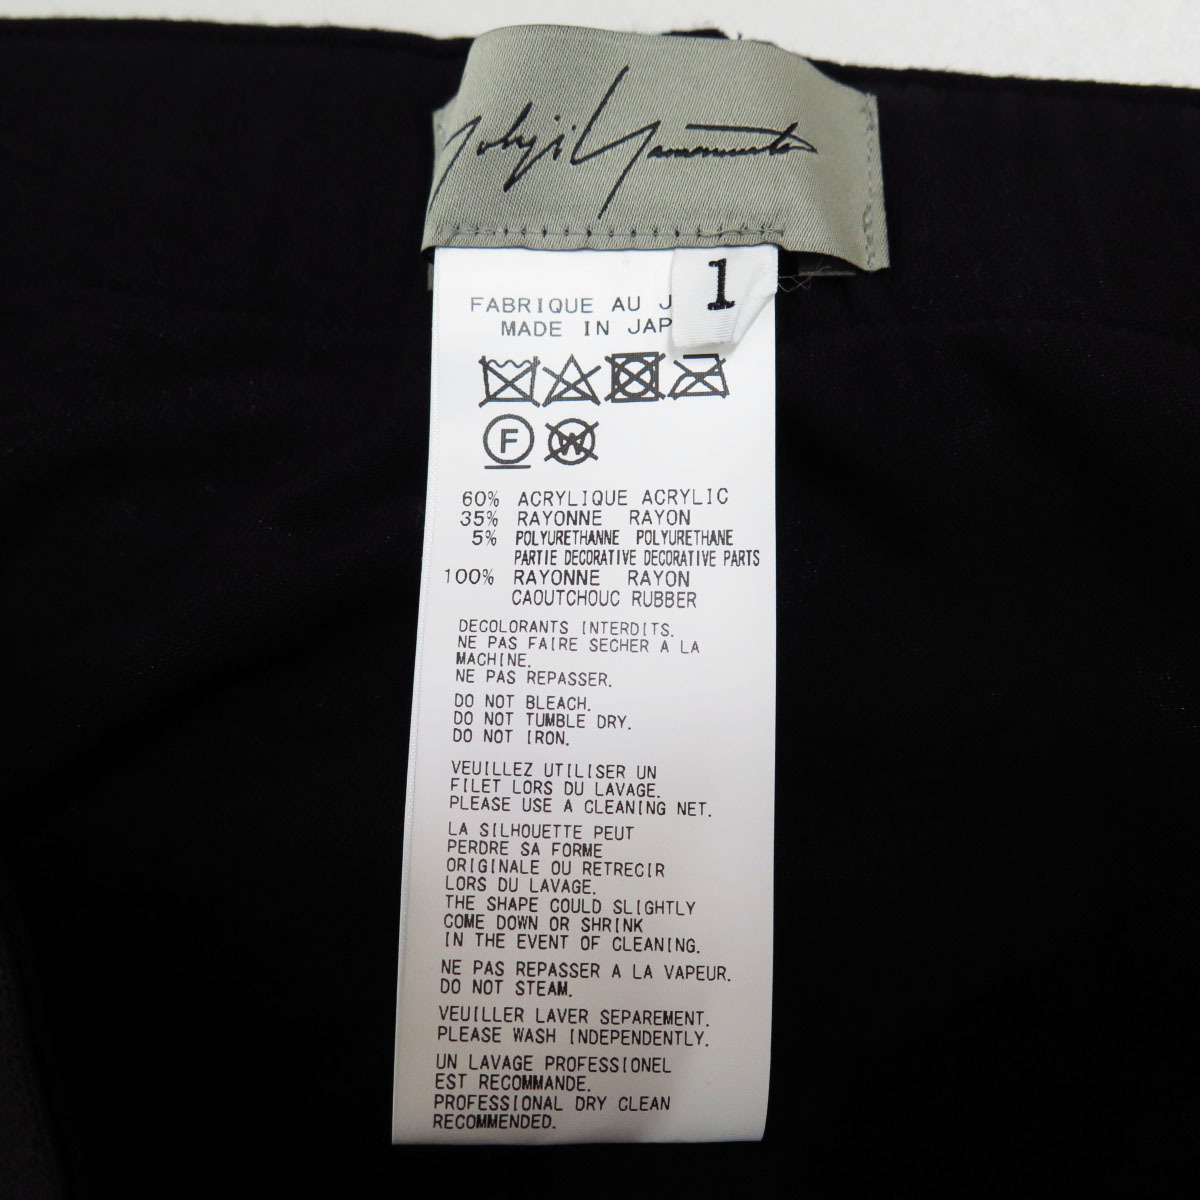 Yohji Yamamoto
1
FABRIQUE AU J
MADE IN JAP
F
W
60% ACRYLIQUE ACRYLIC
35% RAYONNE RAYON
5% POLYURETHANNE POLYURETHANE
PARTIE DECORATIVE DECORATIVE PARTS
100% RAYONNE RAYON
CAOUTCHOUC RUBBER
DECOLORANTS INTERDITS.
NE PAS FAIRE SECHER A LA
MACHINE.
NE PAS REPASSER.
DO NOT BLEACH.
DO NOT TUMBLE DRY.
DO NOT IRON.
VEUILLEZ UTILISER UN
FILET LORS DU LAVAGE.
PLEASE USE A CLEANING NET.
LA SILHOUETTE PEUT
PERDRE SA FORME
ORIGINALE OU RETRECIR
LORS DU LAVAGE.
THE SHAPE COULD SLIGHTLY
COME DOWN OR SHRINK
IN THE EVENT OF CLEANING.
NE PAS REPASSER A LA VAPEUR.
DO NOT STEAM.
VEUILLER LAVER SEPAREMENT.
PLEASE WASH INDEPENDENTLY.
UN LAVAGE PROFESSIONEL
EST RECOMMANDE.
PROFESSIONAL DRY CLEAN
RECOMMENDED.